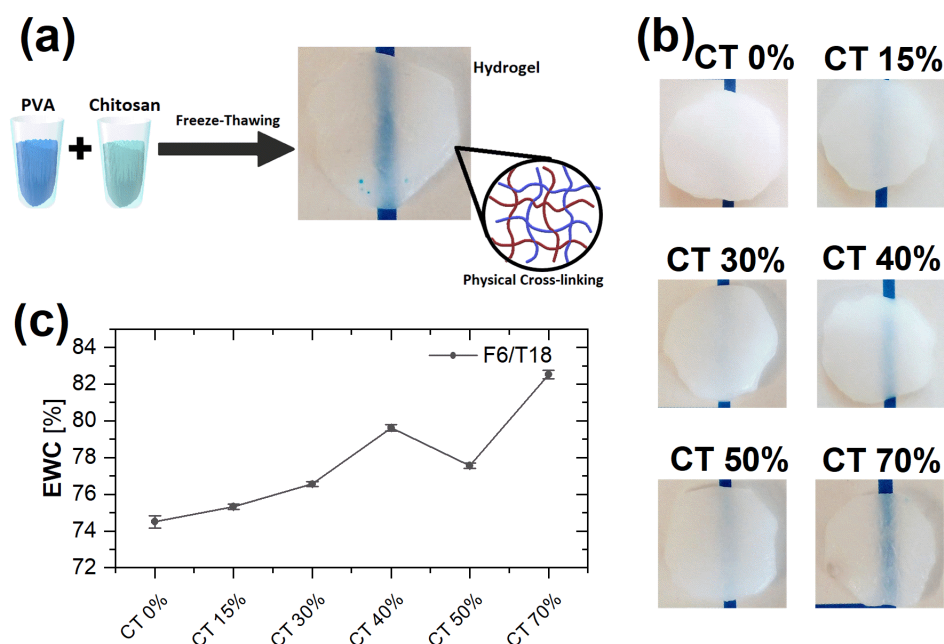 (a)
PVA
Chitosan
Freeze-Thawing
Hydrogel
Physical Cross-linking
(b)
CT 0%
CT 15%
CT 30%
CT 40%
CT 50%
CT 70%
(c)
F6/T18
EWC [%]
84
82
80
78
76
74
72
CT 0%
CT 15%
CT 30%
CT 40%
CT 50%
CT 70%